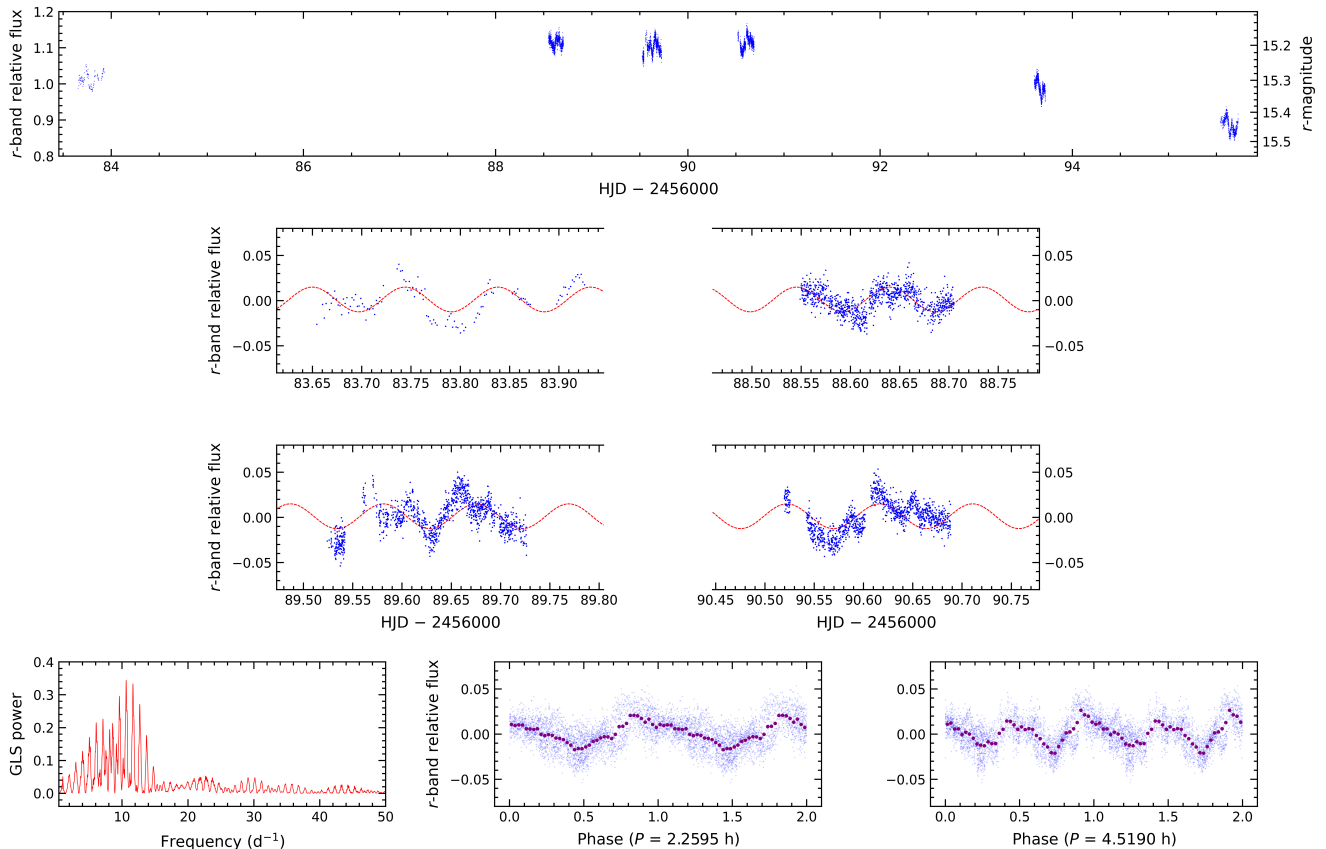 r-band relative flux
1.2
1.1
1.0
0.9
0.8
15.2
15.3
15.4
15.5
r-magnitude
84 86 88 90 92 94
HJD − 2456000
r-band relative flux
0.05
0.00
−0.05
0.05
0.00
−0.05
83.65 83.70 83.75 83.80 83.85 83.90
88.50 88.55 88.60 88.65 88.70 88.75
r-band relative flux
0.05
0.00
−0.05
0.05
0.00
−0.05
89.50 89.55 89.60 89.65 89.70 89.75 89.80
90.45 90.50 90.55 90.60 90.65 90.70 90.75
HJD − 2456000
HJD − 2456000
GLS power
0.4
0.3
0.2
0.1
0.0
10 20 30 40 50
Frequency (d⁻¹)
r-band relative flux
0.05
0.00
−0.05
0.0 0.5 1.0 1.5 2.0
Phase (P = 2.2595 h)
0.05
0.00
−0.05
0.0 0.5 1.0 1.5 2.0
Phase (P = 4.5190 h)